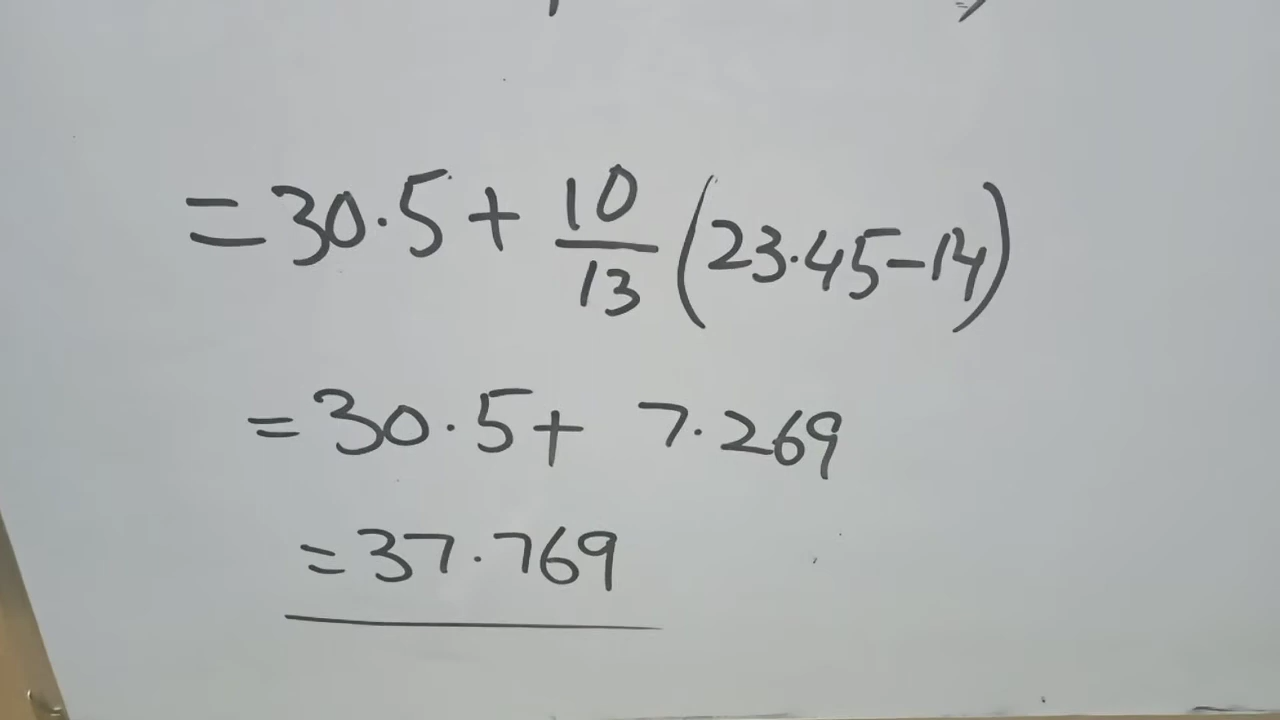 = 30.5 + 10/13 (23.45 - 14)
= 30.5 + 7.269
= 37.769